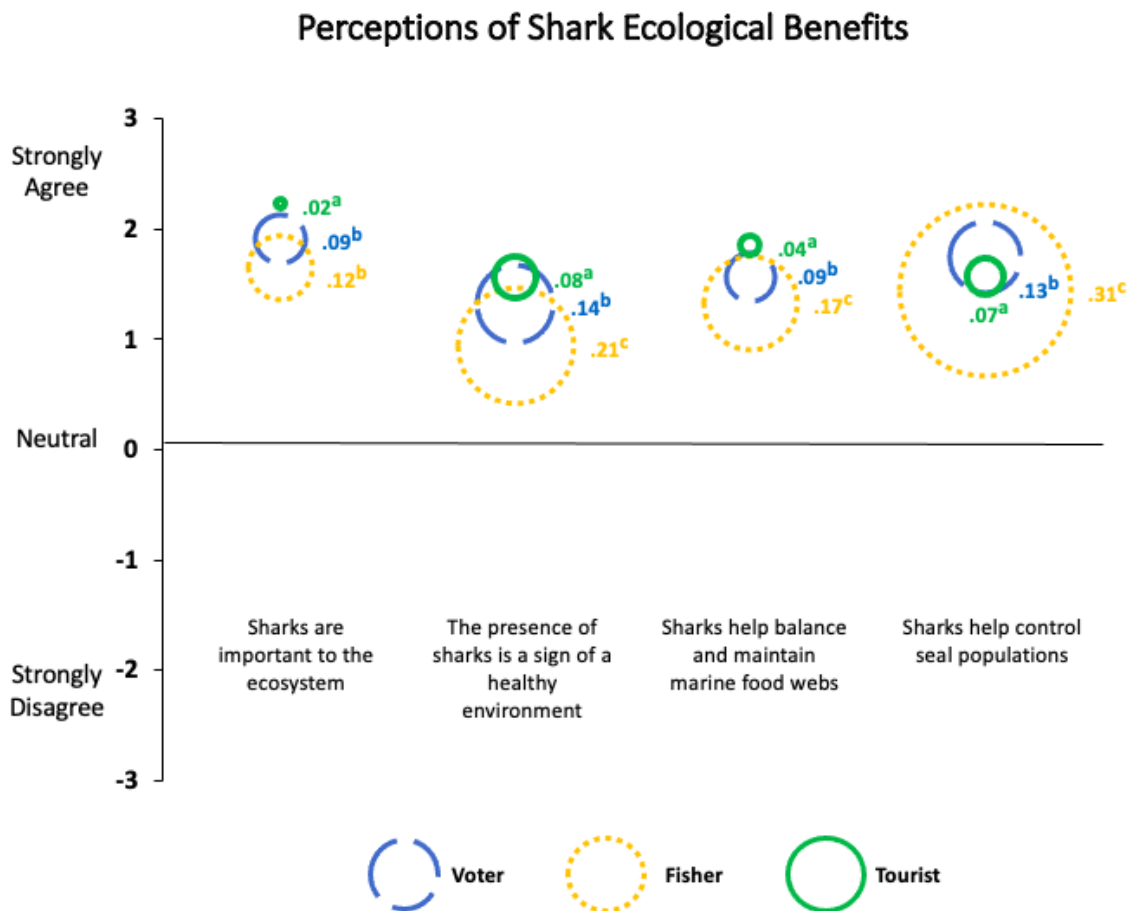 Perceptions of Shark Ecological Benefits
3
Strongly
Agree
2
.02a
.09b
.12b
.08a
.14b
.21c
.04a
.09b
.17c
.13b
.07a
.31c
1
Neutral
0
-1
Sharks are
important to the
ecosystem
The presence of
sharks is a sign of a
healthy
environment
Sharks help balance
and maintain
marine food webs
Sharks help control
seal populations
-2
Strongly
Disagree
-3
Voter
Fisher
Tourist